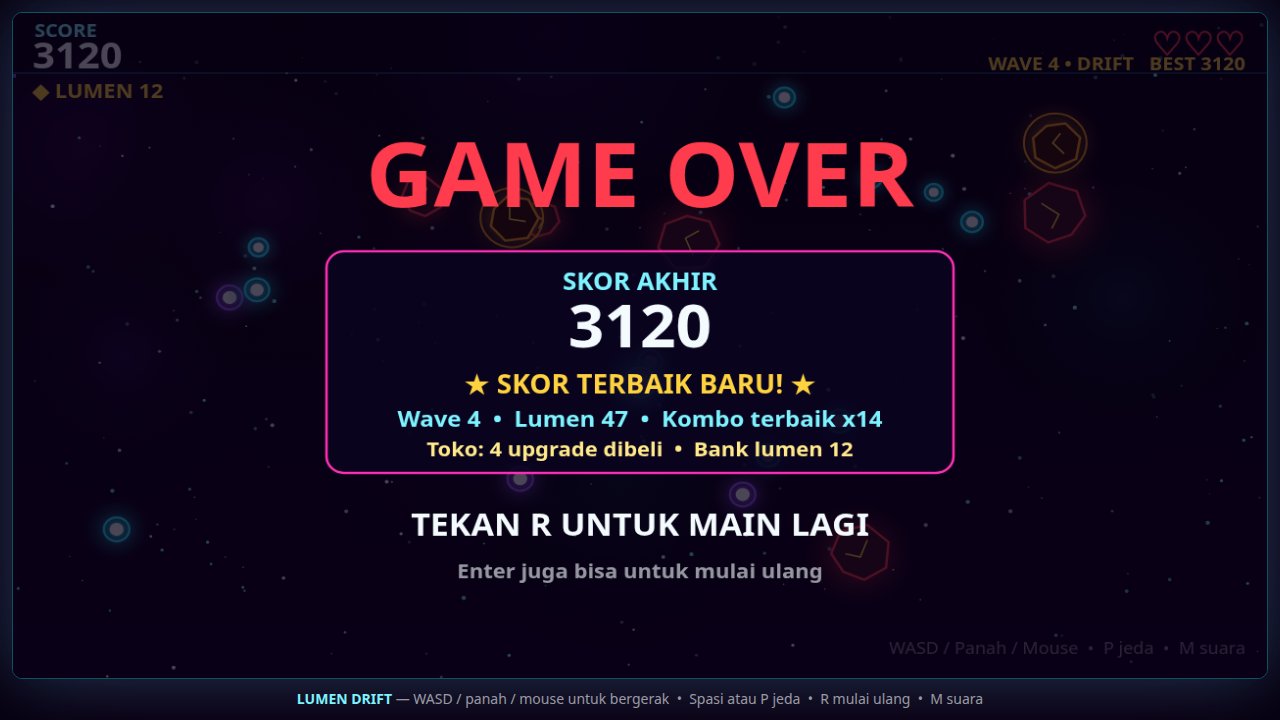 SCORE
3120
◆ LUMEN 12
♡♡♡
WAVE 4 • DRIFT BEST 3120
GAME OVER
SKOR AKHIR
3120
★ SKOR TERBAIK BARU! ★
Wave 4 • Lumen 47 • Kombo terbaik x14
Toko: 4 upgrade dibeli • Bank lumen 12
TEKAN R UNTUK MAIN LAGI
Enter juga bisa untuk mulai ulang
WASD / Panah / Mouse • P jeda • M suara
LUMEN DRIFT — WASD / panah / mouse untuk bergerak • Spasi atau P jeda • R mulai ulang • M suara